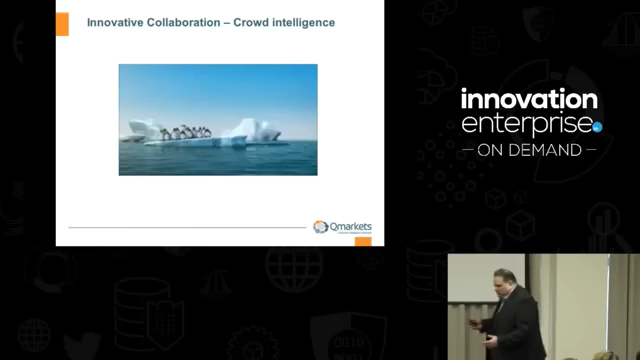 Innovative Collaboration – Crowd intelligence
Qmarkets
innovation
enterprise.
— ON DEMAND —